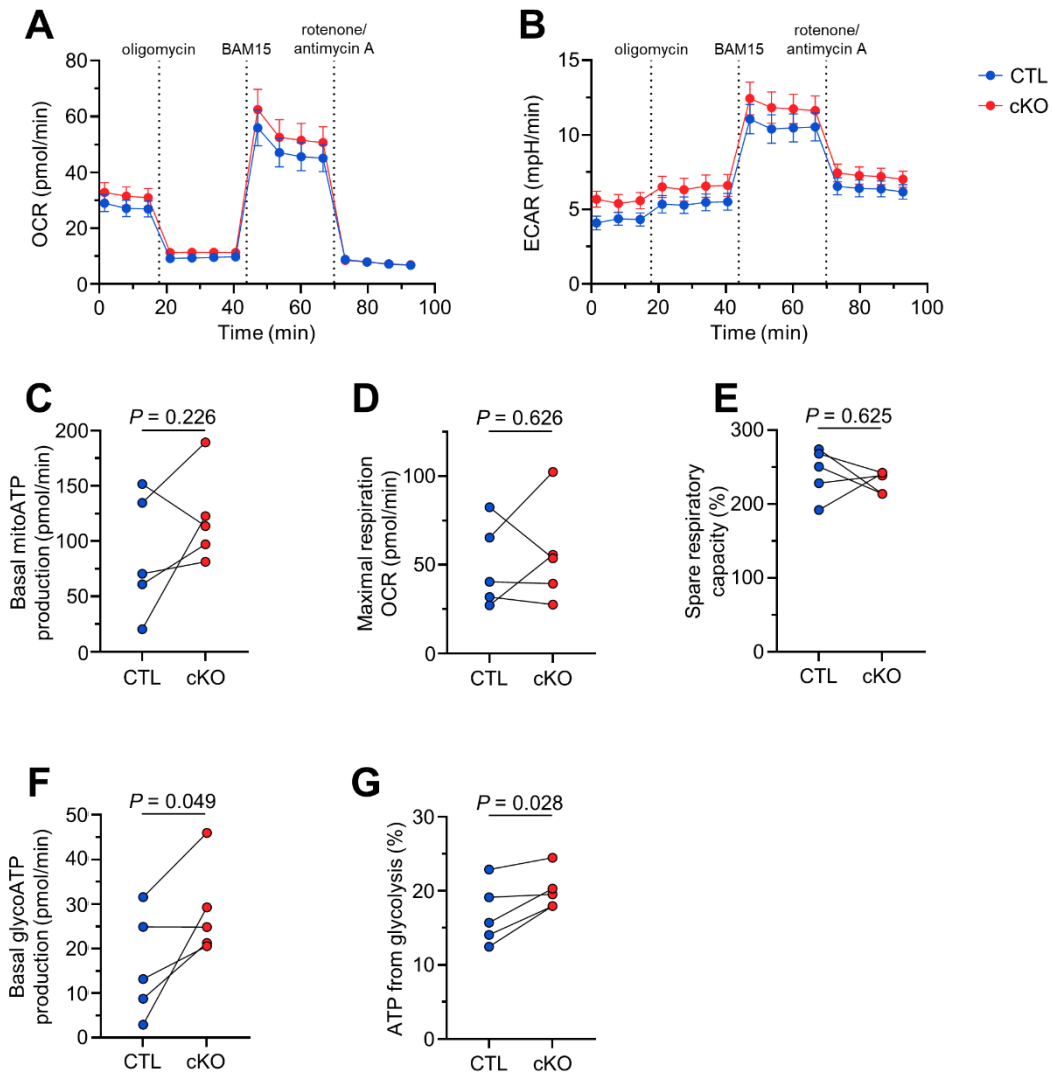 A
oligomycin
BAM15
rotenone/
antimycin A
80
60
40
20
0
OCR (pmol/min)
0 20 40 60 80 100
Time (min)
B
oligomycin
BAM15
rotenone/
antimycin A
15
10
5
0
ECAR (mpH/min)
0 20 40 60 80 100
Time (min)
CTL
cKO
C
P = 0.226
200
150
100
50
0
Basal mitoATP
production (pmol/min)
CTL cKO
D
P = 0.626
100
50
0
Maximal respiration
OCR (pmol/min)
CTL cKO
E
P = 0.625
300
200
100
0
Spare respiratory
capacity (%)
CTL cKO
F
P = 0.049
50
40
30
20
10
0
Basal glycoATP
production (pmol/min)
CTL cKO
G
P = 0.028
30
20
10
0
ATP from glycolysis (%)
CTL cKO